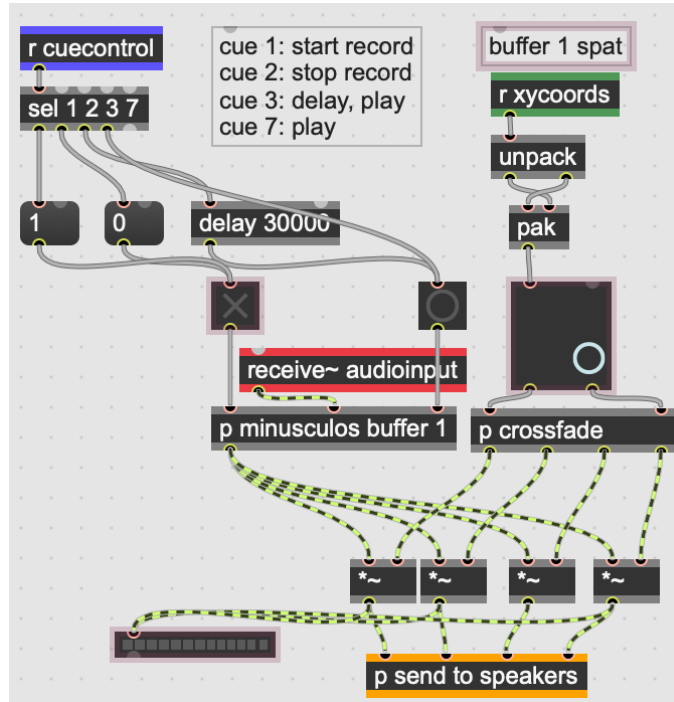 r cuecontrol
sel 1 2 3 7
cue 1: start record
cue 2: stop record
cue 3: delay, play
cue 7: play
buffer 1 spat
r xycoords
unpack
pak
1
0
delay 30000
receive~ audioinput
p minusculos buffer 1
p crossfade
*~
*~
*~
*~
p send to speakers